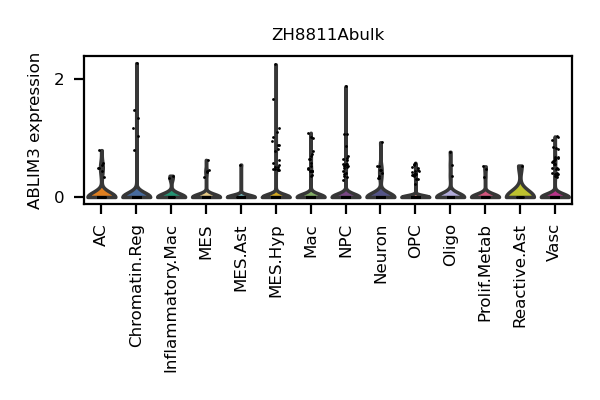 ZH8811Abulk
ABLIM3 expression
2
0
AC
Chromatin.Reg
Inflammatory.Mac
MES
MES.Ast
MES.Hyp
Mac
NPC
Neuron
OPC
Oligo
Prolif.Metab
Reactive.Ast
Vasc